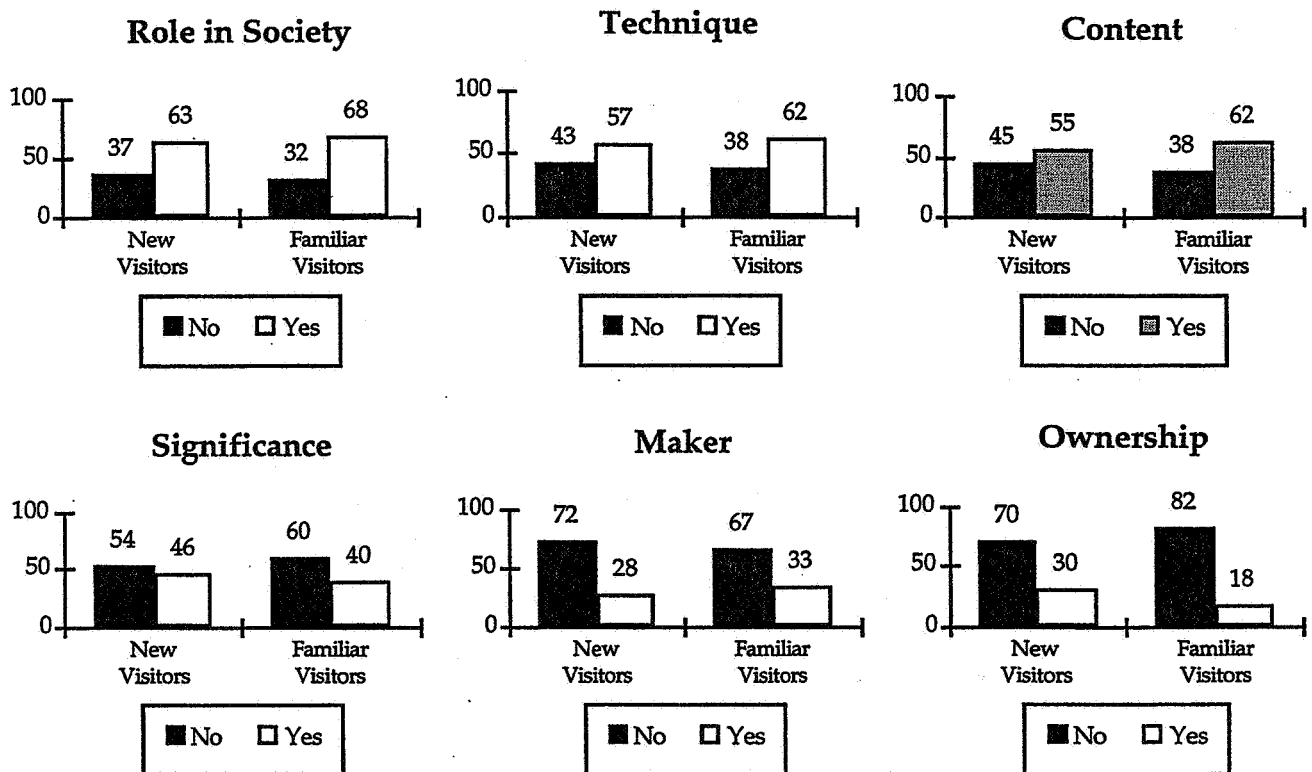 Role in Society
Technique
Content
100
50
0
37 63 32 68
New Visitors
Familiar Visitors
No Yes
100
50
0
43 57 38 62
New Visitors
Familiar Visitors
No Yes
100
50
0
45 55 38 62
New Visitors
Familiar Visitors
No Yes
Significance
Maker
Ownership
100
50
0
54 46 60 40
New Visitors
Familiar Visitors
No Yes
100
50
0
72 28 67 33
New Visitors
Familiar Visitors
No Yes
100
50
0
70 30 82 18
New Visitors
Familiar Visitors
No Yes